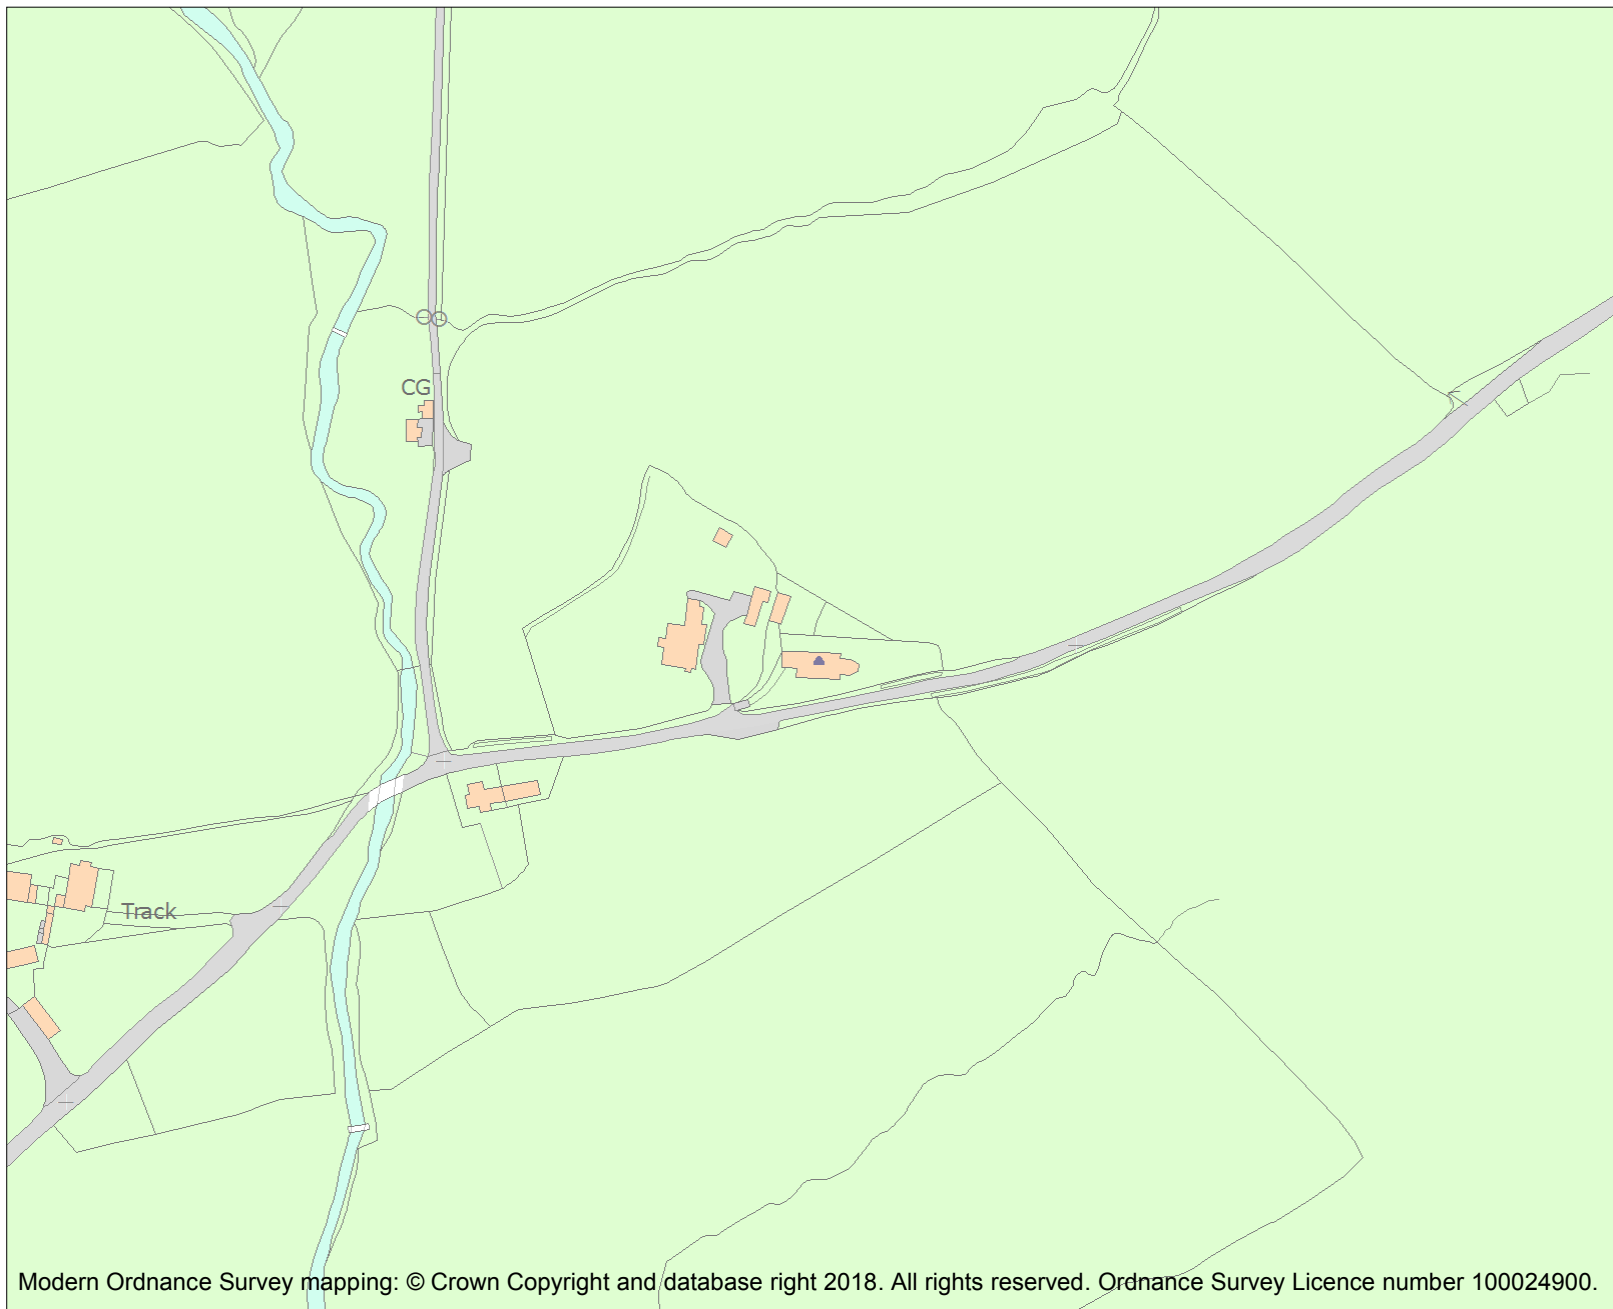 CG
Track
Modern Ordnance Survey mapping: © Crown Copyright and database right 2018. All rights reserved. Ordnance Survey Licence number 100024900.